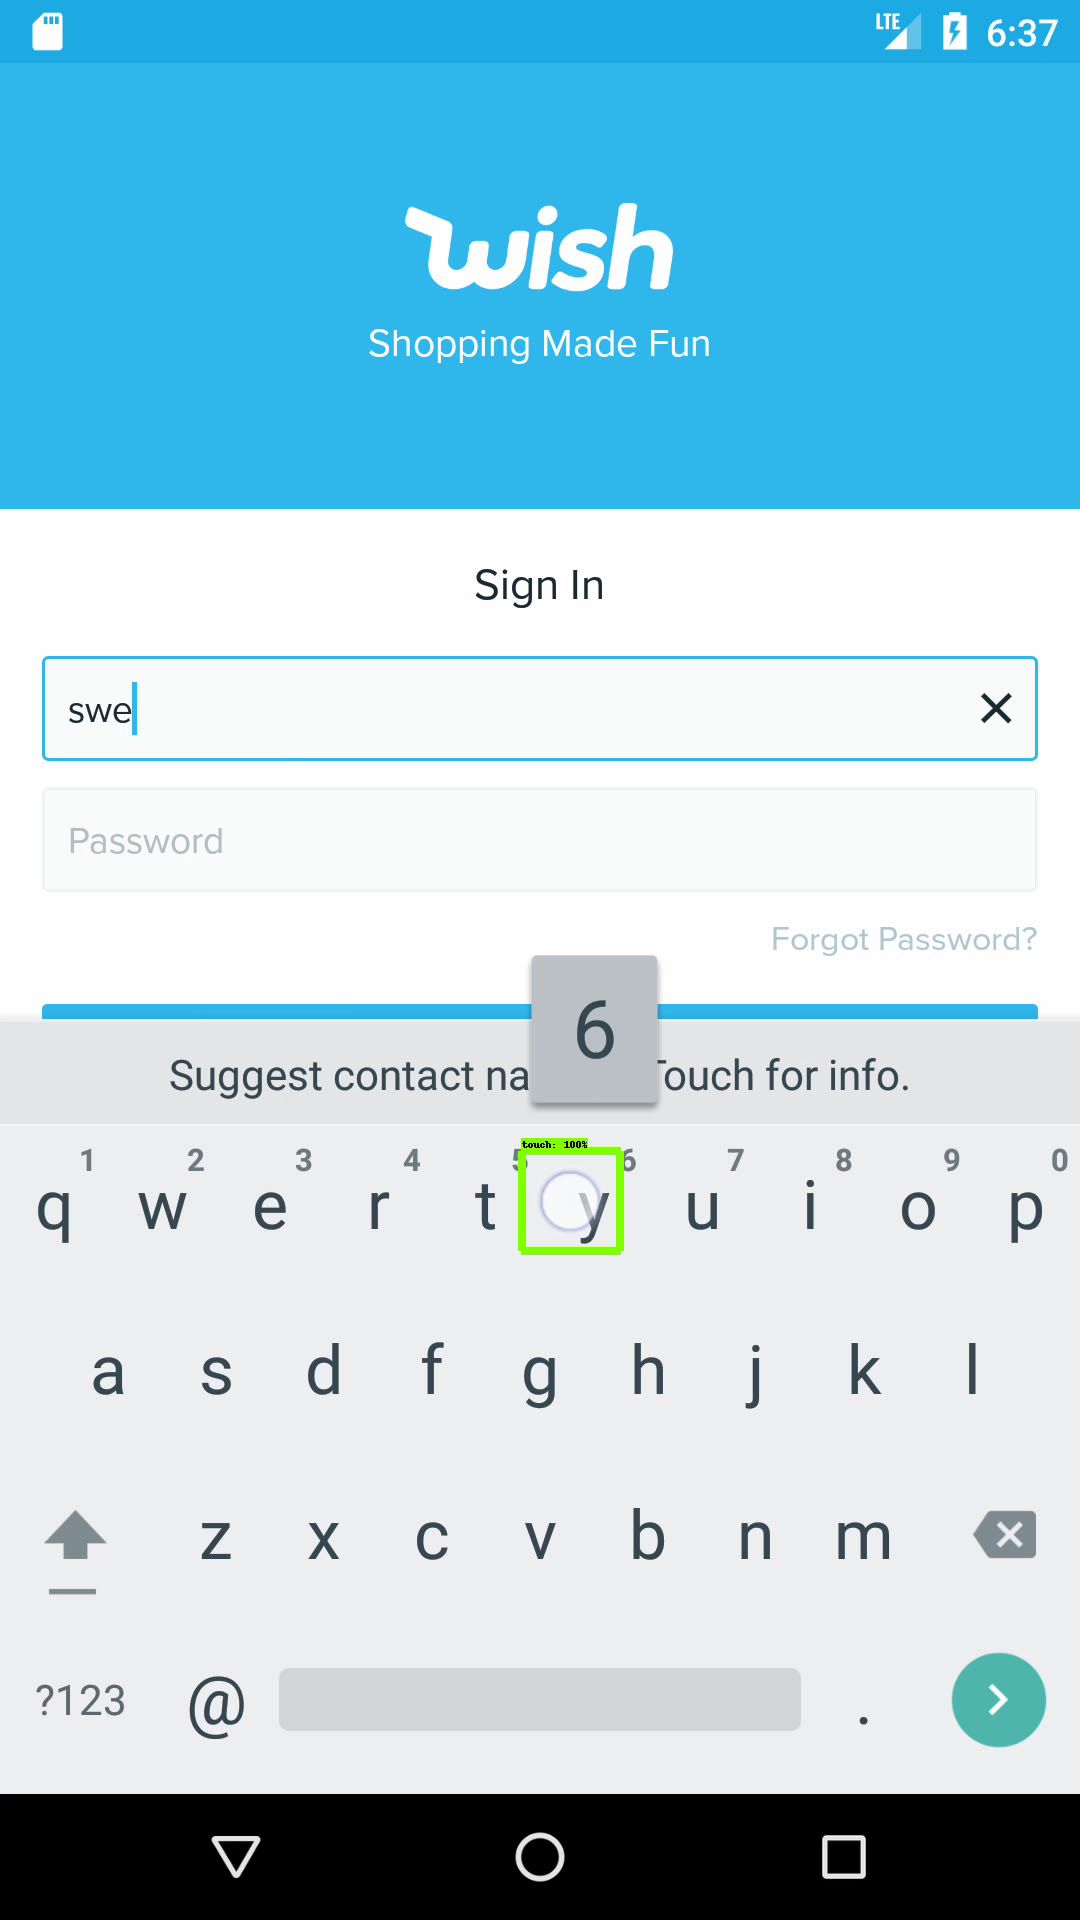 LTE 6:37
wish
Shopping Made Fun
Sign In
swe
Password
Forgot Password?
6
Suggest contact na Touch for info.
touch: 100%
1 2 3 4 5 6 7 8 9 0
q w e r t y u i o p
a s d f g h j k l
z x c v b n m
?123 @ .